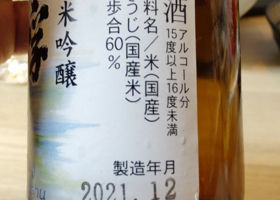 酒
アルコール分
15度以上16度未満
料名／米(国産)
うじ(国産米)
歩合60%
米吟醸
製造年月
2021.12